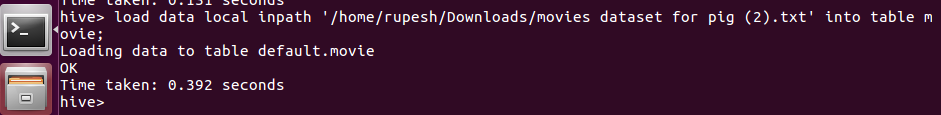 Time taken: 0.131 seconds
hive> load data local inpath '/home/rupesh/Downloads/movies dataset for pig (2).txt' into table m
ovie;
Loading data to table default.movie
OK
Time taken: 0.392 seconds
hive>